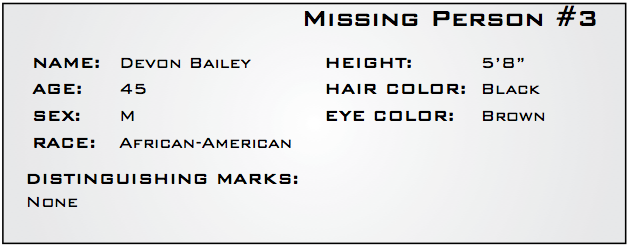 Missing Person #3
Name: Devon Bailey Height: 5'8”
Age: 45 Hair Color: Black
Sex: M Eye Color: Brown
Race: African-American
Distinguishing Marks:
None